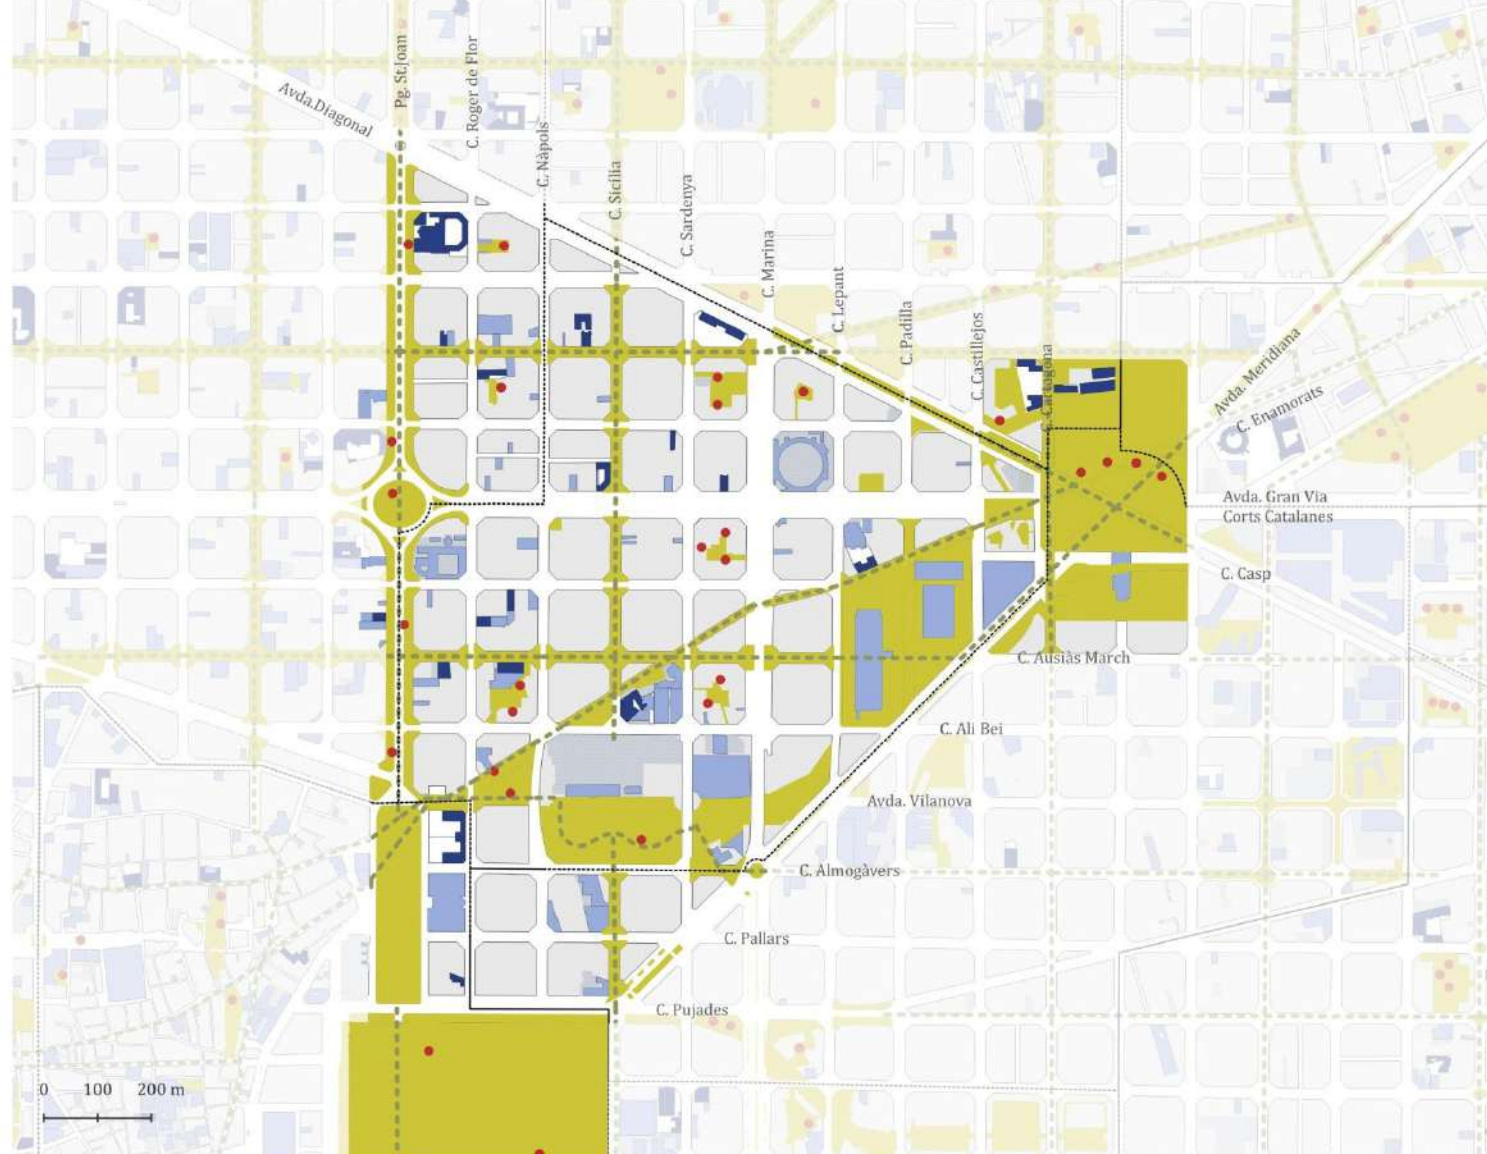 Avda.Diagonal
Pg. St.Joan
C. Roger de Flor
C. Nàpols
C. Sicília
C. Sardenya
C. Marina
C. Lepant
C. Padilla
C. Castillejos
C. Cartagena
Avda. Meridiana
C. Enamorats
Avda. Gran Via
Corts Catalanes
C. Casp
C. Ausiàs March
C. Ali Bei
Avda. Vilanova
C. Almogàvers
C. Pallars
C. Pujades
0 100 200 m